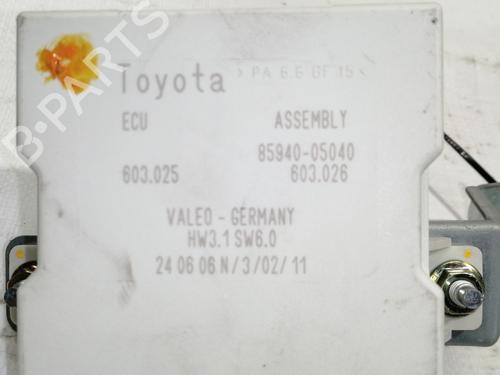 B-PARTS
Toyota >PA 6.6 GF 15<
ECU ASSEMBLY
85940-05040
603.025 603.026
VALEO - GERMANY
HW3.1 SW6.0
24 06 06 N/3/02/11